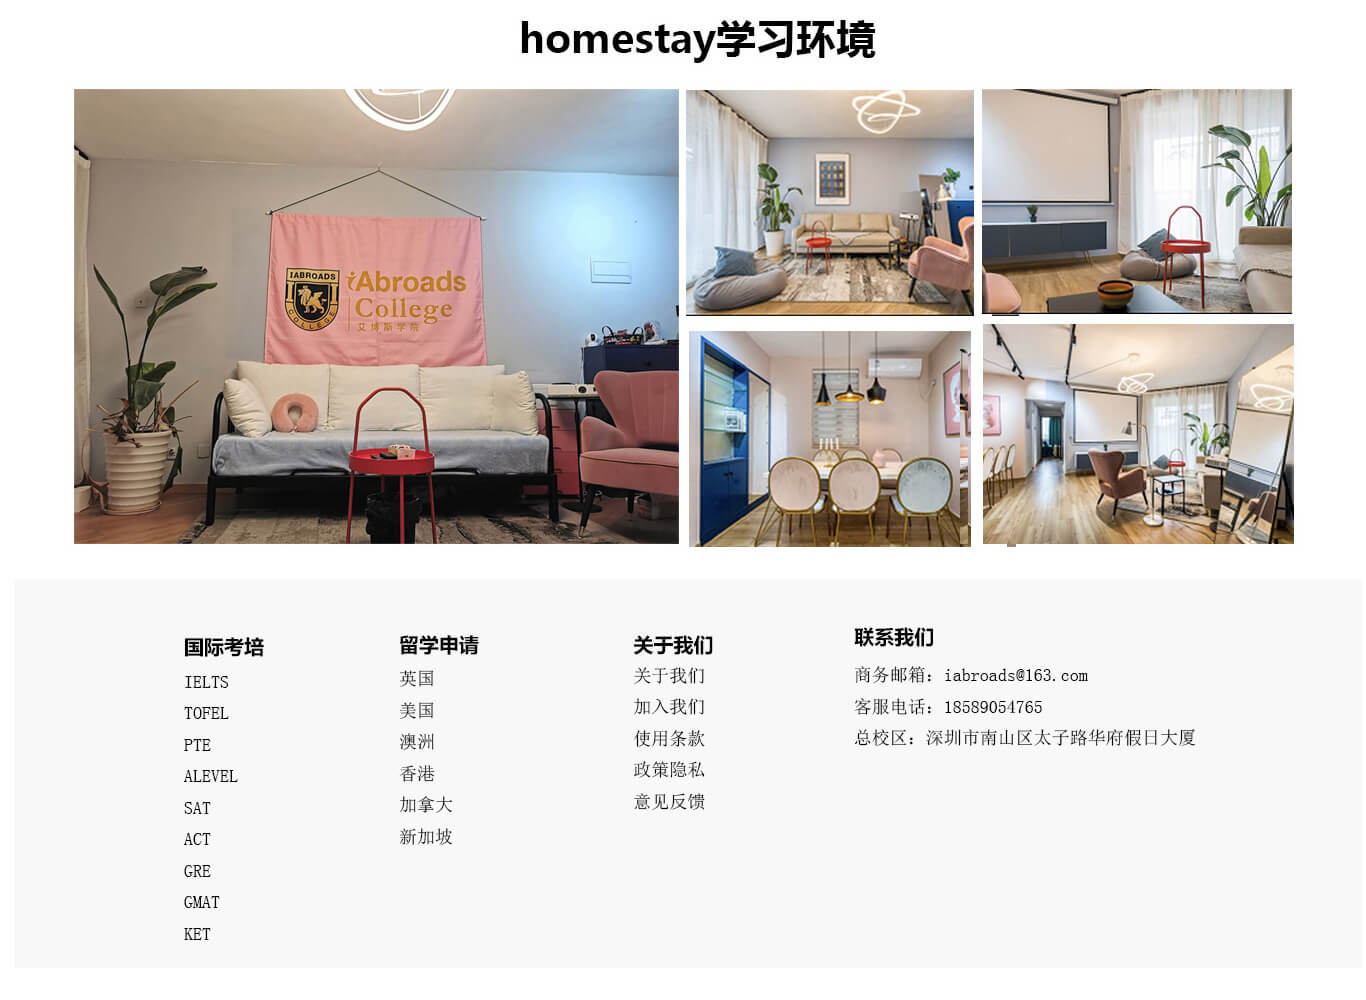 homestay学习环境
IABROADS
COLLEGE
iAbroads
College
艾博斯学院
国际考培
IELTS
TOFEL
PTE
ALEVEL
SAT
ACT
GRE
GMAT
KET
留学申请
英国
美国
澳洲
香港
加拿大
新加坡
关于我们
关于我们
加入我们
使用条款
政策隐私
意见反馈
联系我们
商务邮箱：iabroads@163.com
客服电话：18589054765
总校区：深圳市南山区太子路华府假日大厦